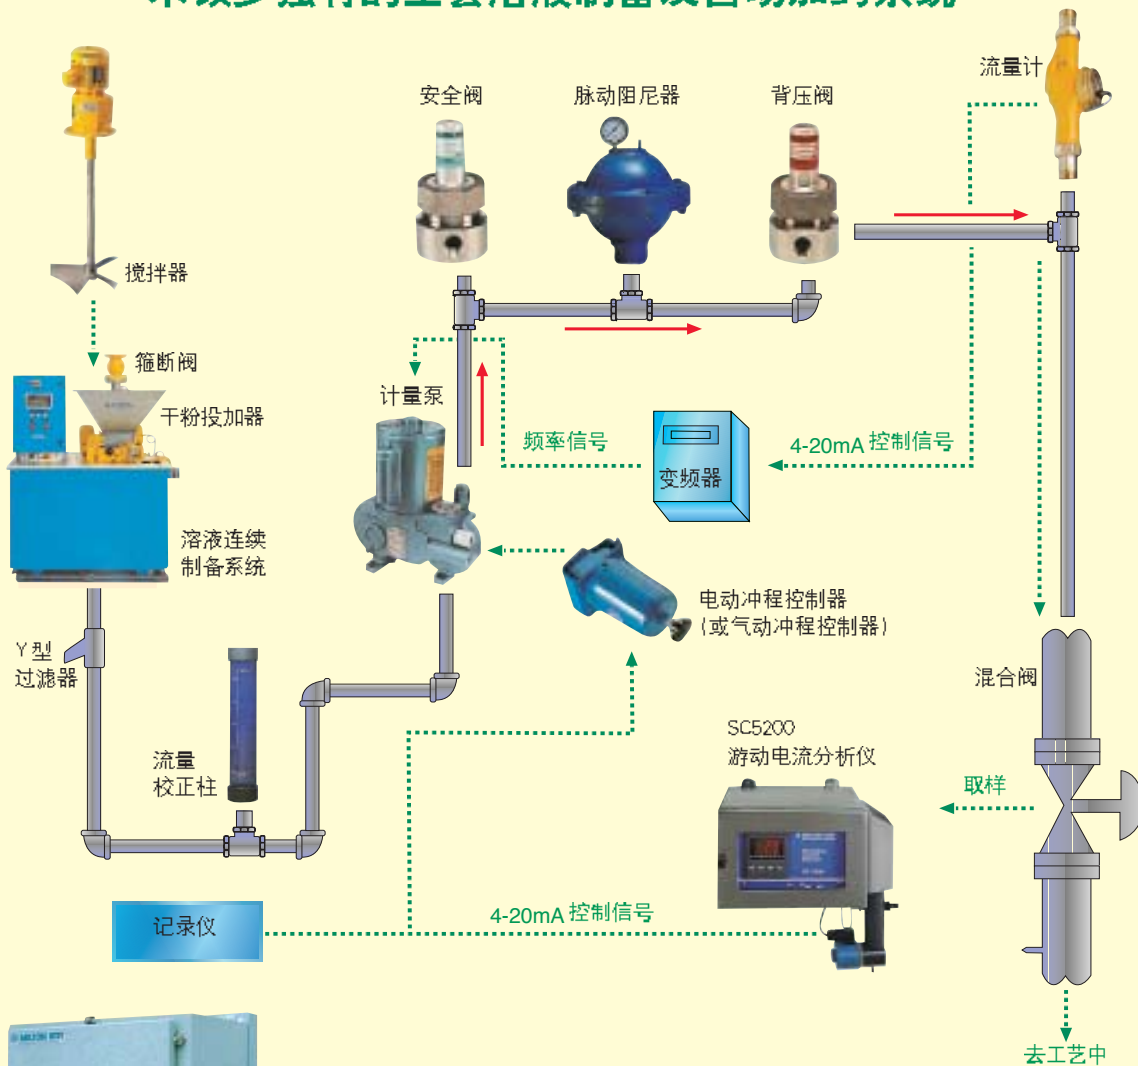 流量计
安全阀
脉动阻尼器
背压阀
搅拌器
箍断阀
干粉投加器
计量泵
频率信号
变频器
4-20mA 控制信号
溶液连续
制备系统
电动冲程控制器
(或气动冲程控制器)
Y型
过滤器
混合阀
流量
校正柱
SC5200
游动电流分析仪
取样
记录仪
4-20mA 控制信号
去工艺中